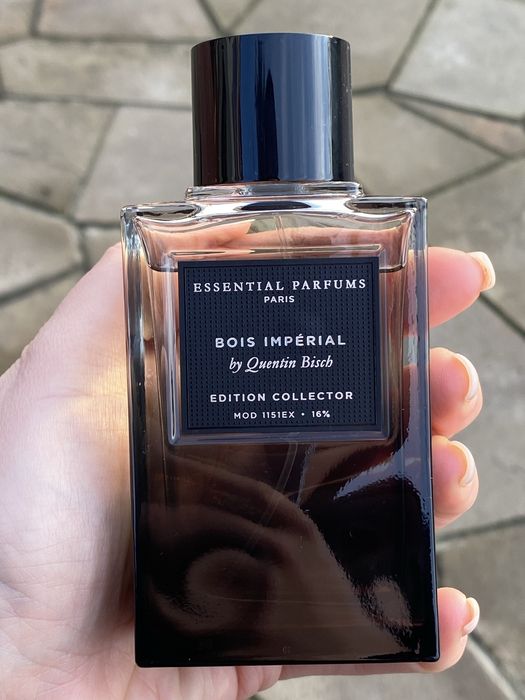 ESSENTIAL PARFUMS
PARIS
BOIS IMPÉRIAL
by Quentin Bisch
EDITION COLLECTOR
MOD 1151EX • 16%